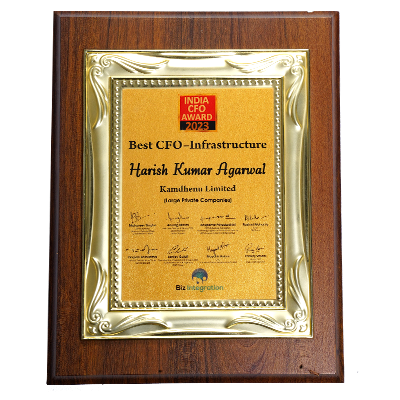 INDIA
CFO
AWARD
2023
Best CFO–Infrastructure
Harish Kumar Agarwal
Kamdhenu Limited
(Large Private Companies)
Biz Integration